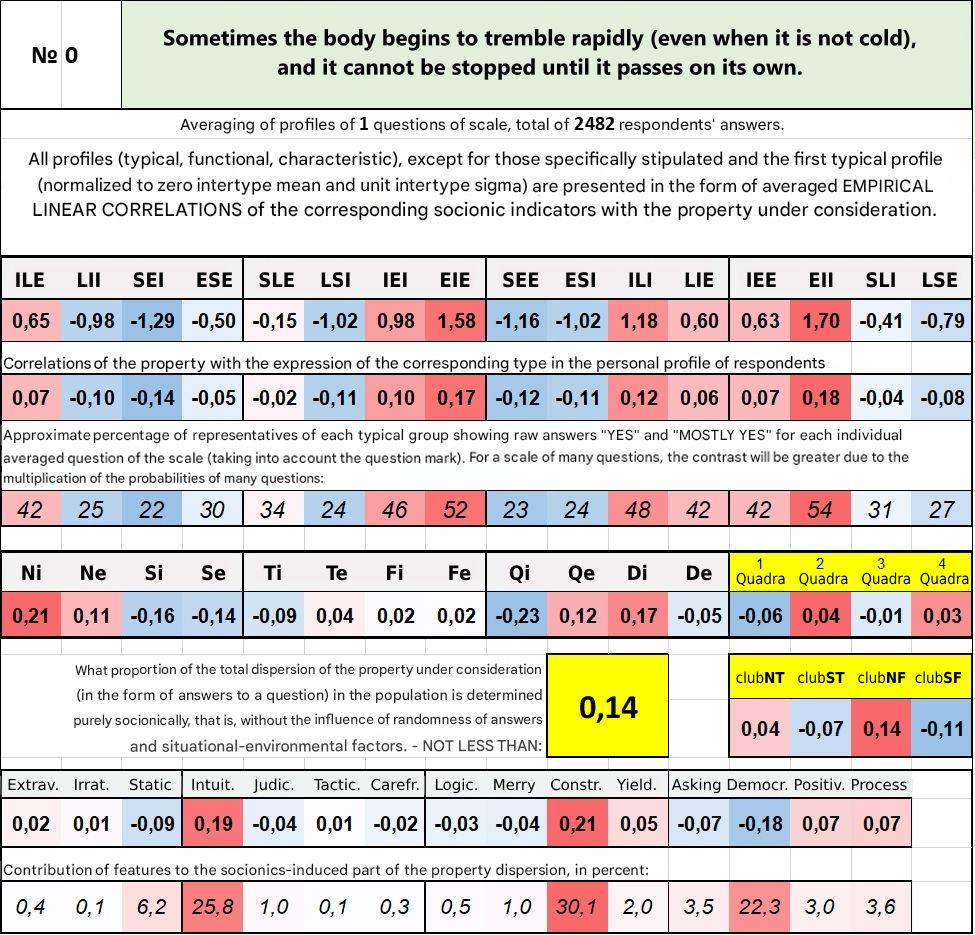 № 0
Sometimes the body begins to tremble rapidly (even when it is not cold),
and it cannot be stopped until it passes on its own.
Averaging of profiles of 1 questions of scale, total of 2482 respondents' answers.
All profiles (typical, functional, characteristic), except for those specifically stipulated and the first typical profile
(normalized to zero intertype mean and unit intertype sigma) are presented in the form of averaged EMPIRICAL
LINEAR CORRELATIONS of the corresponding socionic indicators with the property under consideration.
ILE LII SEI ESE SLE LSI IEI EIE SEE ESI ILI LIE IEE EII SLI LSE
0,65 -0,98 -1,29 -0,50 -0,15 -1,02 0,98 1,58 -1,16 -1,02 1,18 0,60 0,63 1,70 -0,41 -0,79
Correlations of the property with the expression of the corresponding type in the personal profile of respondents
0,07 -0,10 -0,14 -0,05 -0,02 -0,11 0,10 0,17 -0,12 -0,11 0,12 0,06 0,07 0,18 -0,04 -0,08
Approximate percentage of representatives of each typical group showing raw answers "YES" and "MOSTLY YES" for each individual
averaged question of the scale (taking into account the question mark). For a scale of many questions, the contrast will be greater due to the
multiplication of the probabilities of many questions:
42 25 22 30 34 24 46 52 23 24 48 42 42 54 31 27
Ni Ne Si Se Ti Te Fi Fe Qi Qe Di De 1 Quadra 2 Quadra 3 Quadra 4 Quadra
0,21 0,11 -0,16 -0,14 -0,09 0,04 0,02 0,02 -0,23 0,12 0,17 -0,05 -0,06 0,04 -0,01 0,03
What proportion of the total dispersion of the property under consideration
(in the form of answers to a question) in the population is determined
purely socionically, that is, without the influence of randomness of answers
and situational-environmental factors. - NOT LESS THAN:
0,14
clubNT clubST clubNF clubSF
0,04 -0,07 0,14 -0,11
Extrav. Irrat. Static Intuit. Judic. Tactic. Carefr. Logic. Merry Constr. Yield. Asking Democr. Positiv. Process
0,02 0,01 -0,09 0,19 -0,04 0,01 -0,02 -0,03 -0,04 0,21 0,05 -0,07 -0,18 0,07 0,07
Contribution of features to the socionics-induced part of the property dispersion, in percent:
0,4 0,1 6,2 25,8 1,0 0,1 0,3 0,5 1,0 30,1 2,0 3,5 22,3 3,0 3,6